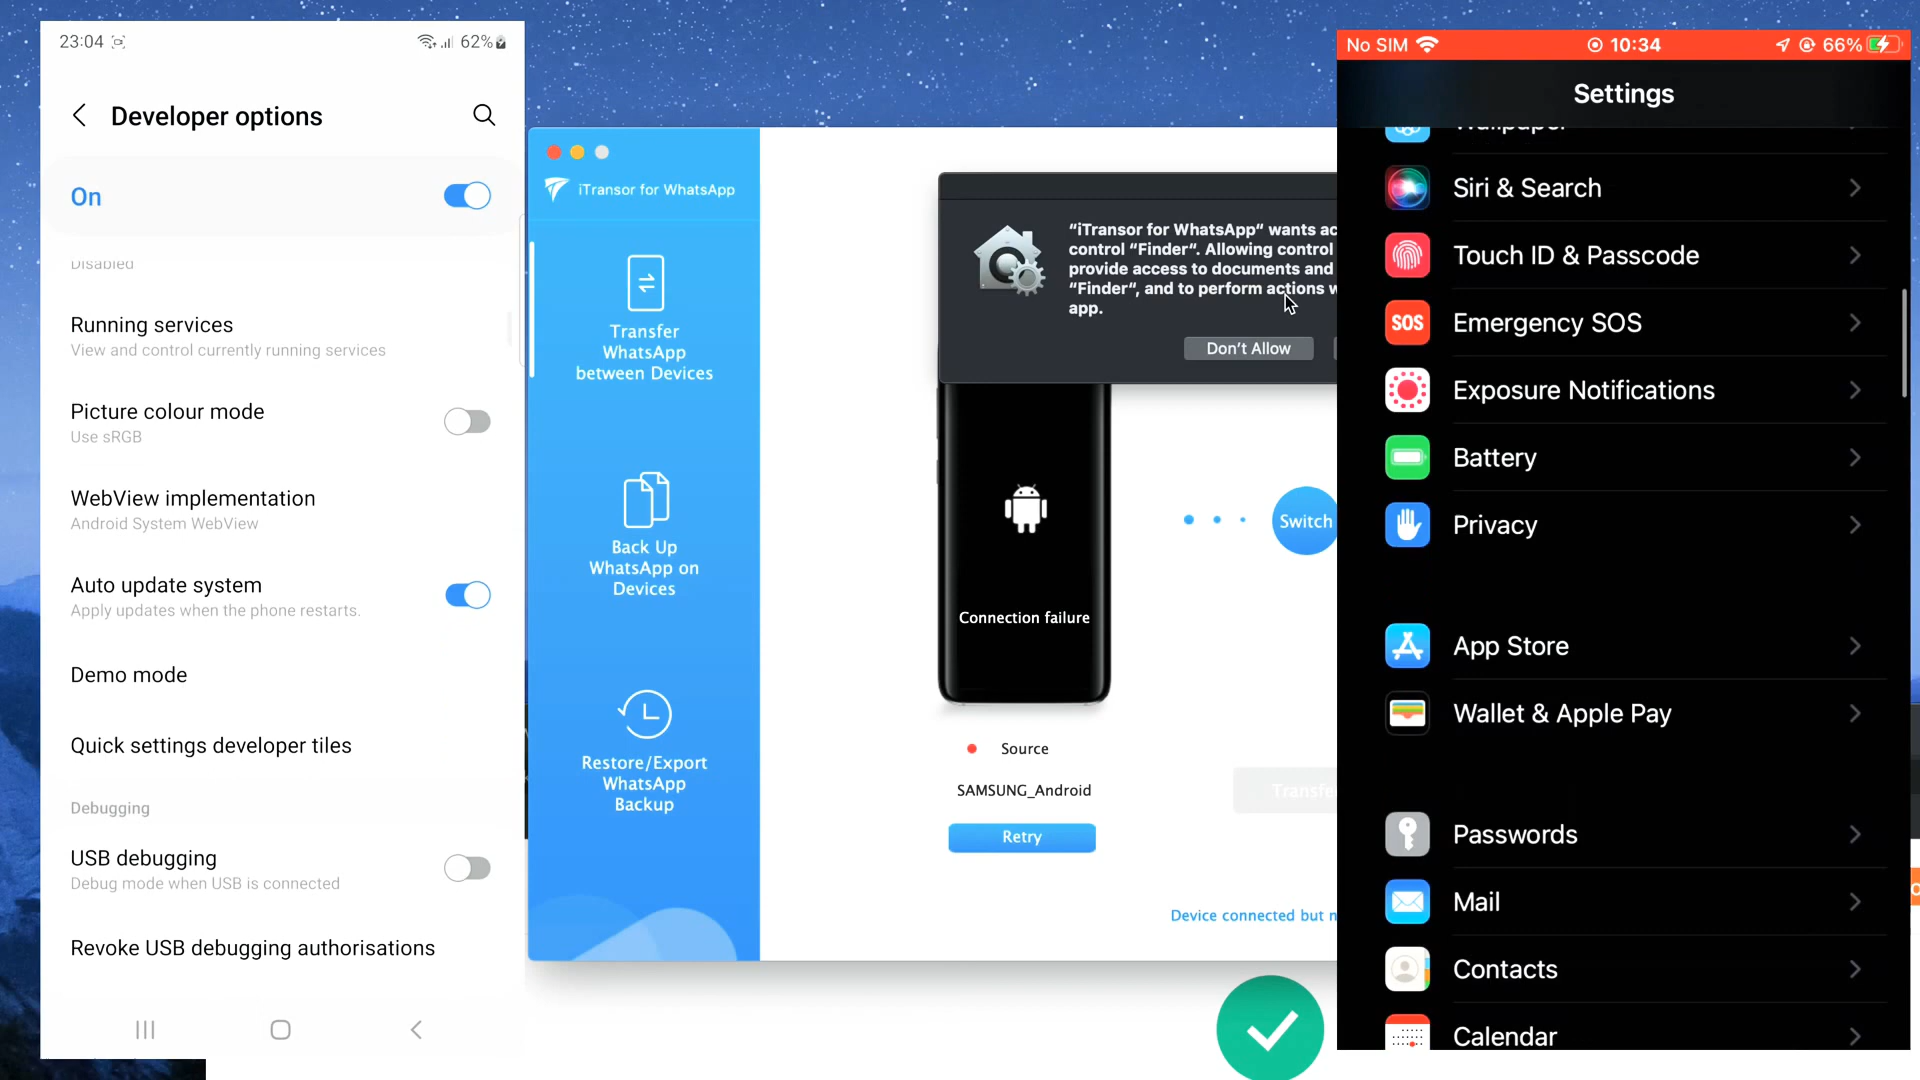 23:04
62%
Developer options
On
Disabled
Running services
View and control currently running services
Picture colour mode
Use sRGB
WebView implementation
Android System WebView
Auto update system
Apply updates when the phone restarts.
Demo mode
Quick settings developer tiles
Debugging
USB debugging
Debug mode when USB is connected
Revoke USB debugging authorisations
iTransor for WhatsApp
Transfer
WhatsApp
between Devices
Back Up
WhatsApp on
Devices
Restore/Export
WhatsApp
Backup
“iTransor for WhatsApp“ wants ac
control “Finder“. Allowing control
provide access to documents and
“Finder“, and to perform actions w
app.
Don’t Allow
Connection failure
Switch
Source
SAMSUNG_Android
Retry
Transfe
Device connected but n
No SIM
10:34
66%
Settings
Wallpaper
Siri & Search
Touch ID & Passcode
SOS
Emergency SOS
Exposure Notifications
Battery
Privacy
App Store
Wallet & Apple Pay
Passwords
Mail
Contacts
Calendar